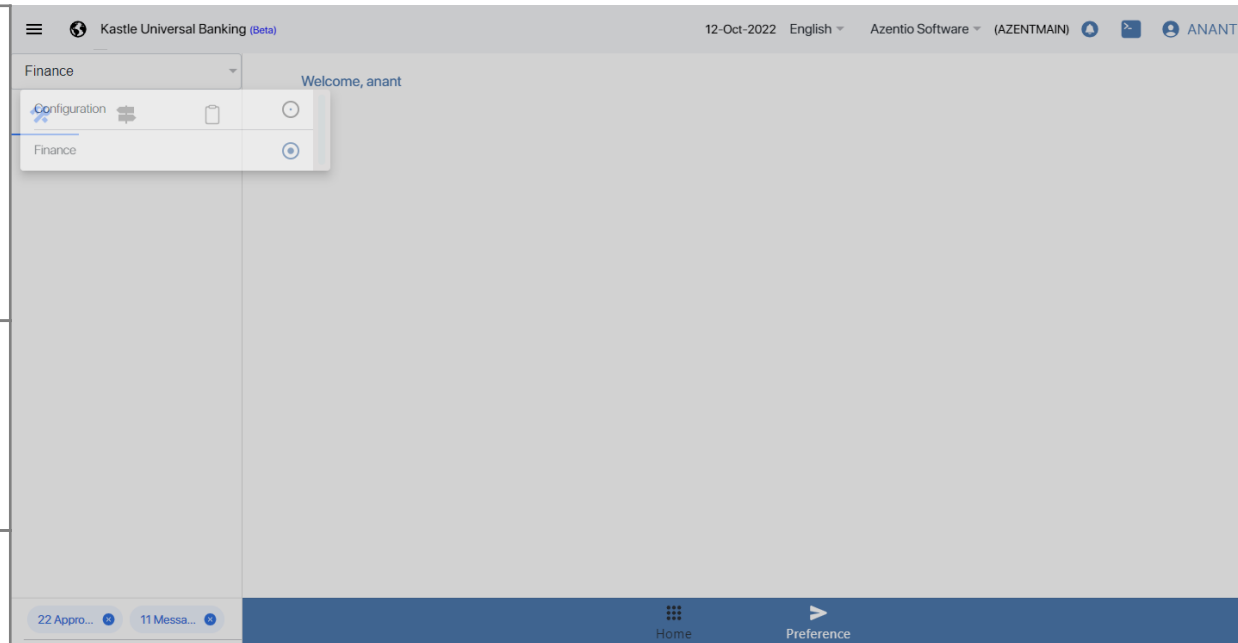 Kastle Universal Banking (Beta) 12-Oct-2022 English Azentio Software (AZENTMAIN) ANANT
Finance
Welcome, anant
Configuration
Finance
22 Appro... 11 Messa...
Home Preference